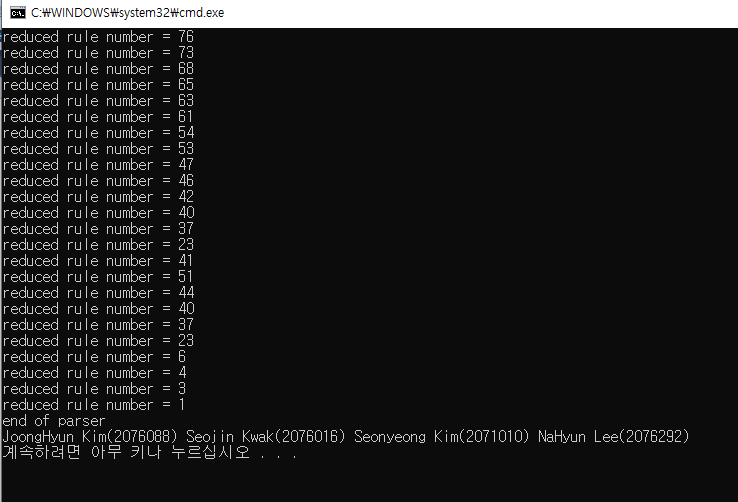 C:₩WINDOWS₩system32₩cmd.exe
reduced rule number = 76
reduced rule number = 73
reduced rule number = 68
reduced rule number = 65
reduced rule number = 63
reduced rule number = 61
reduced rule number = 54
reduced rule number = 53
reduced rule number = 47
reduced rule number = 46
reduced rule number = 42
reduced rule number = 40
reduced rule number = 37
reduced rule number = 23
reduced rule number = 41
reduced rule number = 51
reduced rule number = 44
reduced rule number = 40
reduced rule number = 37
reduced rule number = 23
reduced rule number = 6
reduced rule number = 4
reduced rule number = 3
reduced rule number = 1
end of parser
JoongHyun Kim(2076088) Seojin Kwak(2076016) Seonyeong Kim(2071010) NaHyun Lee(2076292)
계속하려면 아무 키나 누르십시오 . . .